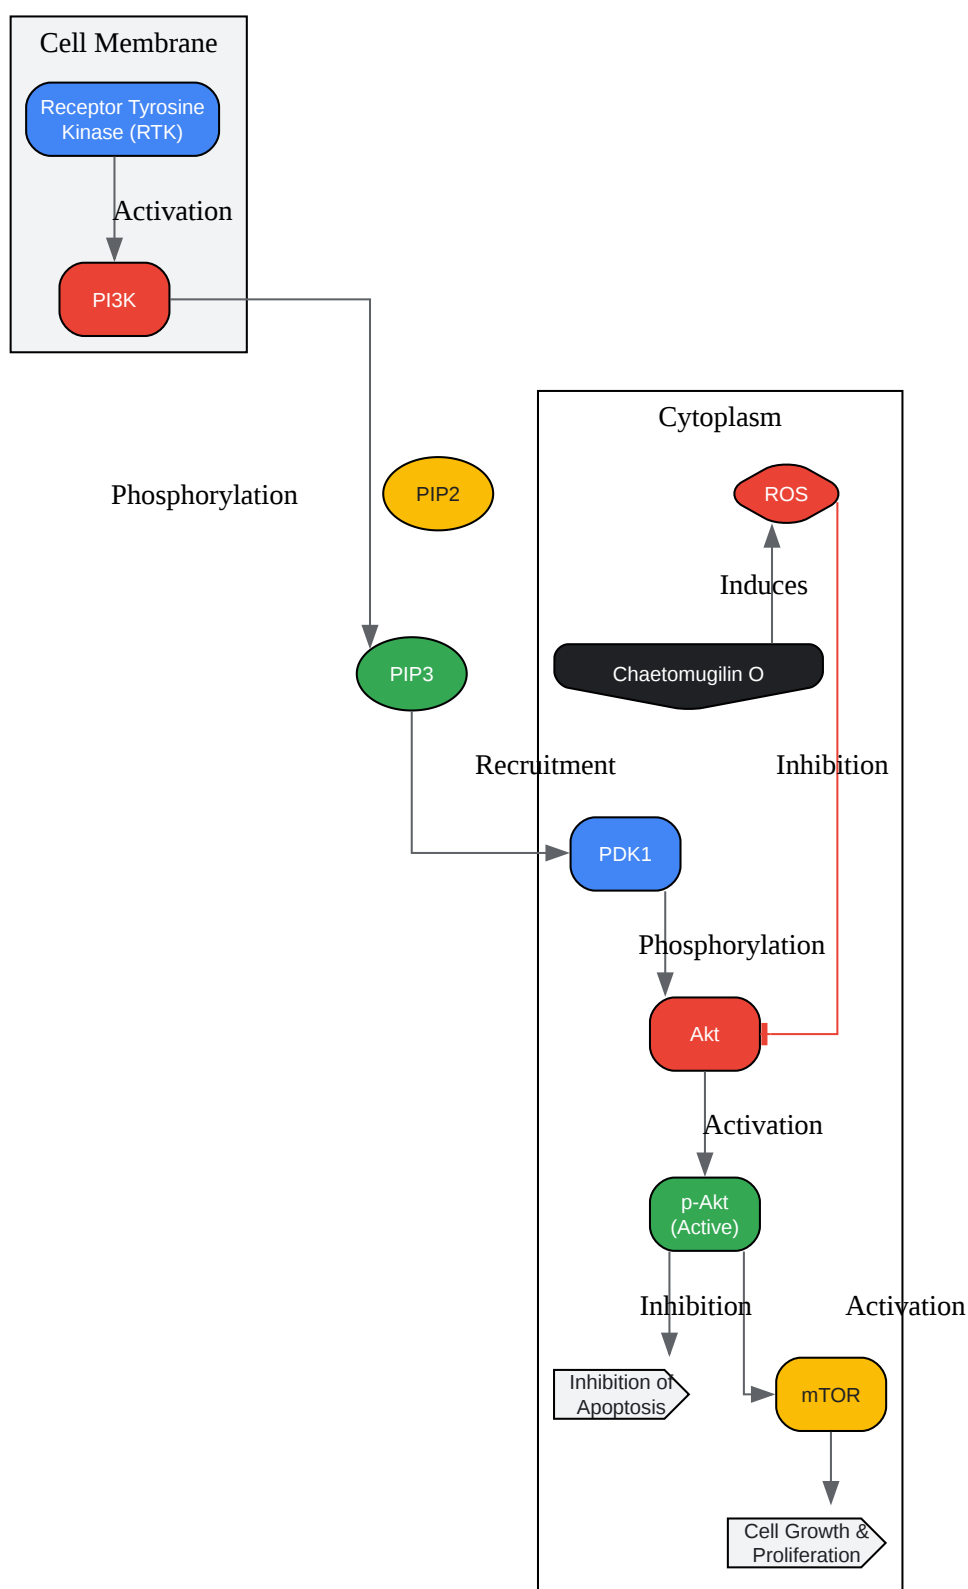 Cell Membrane
Receptor Tyrosine
Kinase (RTK)
Activation
PI3K
Cytoplasm
Phosphorylation
PIP2
ROS
Induces
PIP3
Chaetomugilin O
Recruitment
Inhibition
PDK1
Phosphorylation
Akt
Activation
p-Akt
(Active)
Inhibition
Activation
Inhibition of
Apoptosis
mTOR
Cell Growth &
Proliferation